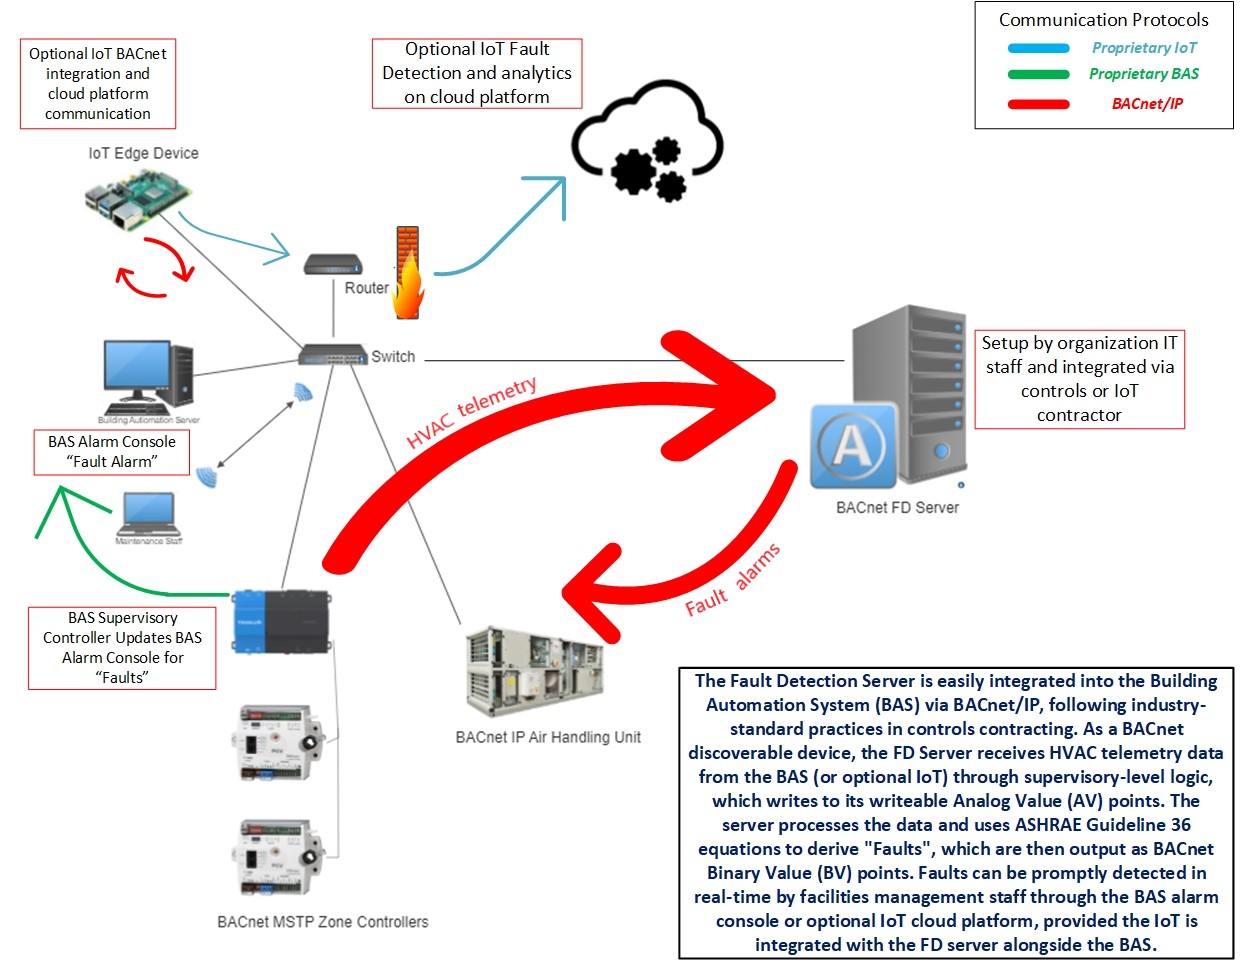 Communication Protocols
Proprietary IoT
Proprietary BAS
BACnet/IP
Optional IoT BACnet
integration and
cloud platform
communication
Optional IoT Fault
Detection and analytics
on cloud platform
IoT Edge Device
Router
Switch
Building Automation Server
BAS Alarm Console
“Fault Alarm”
Maintenance Staff
HVAC telemetry
Setup by organization IT
staff and integrated via
controls or IoT
contractor
A
BACnet FD Server
Fault alarms
BAS Supervisory
Controller Updates BAS
Alarm Console for
“Faults”
BACnet IP Air Handling Unit
BACnet MSTP Zone Controllers
The Fault Detection Server is easily integrated into the Building
Automation System (BAS) via BACnet/IP, following industry-
standard practices in controls contracting. As a BACnet
discoverable device, the FD Server receives HVAC telemetry data
from the BAS (or optional IoT) through supervisory-level logic,
which writes to its writeable Analog Value (AV) points. The
server processes the data and uses ASHRAE Guideline 36
equations to derive "Faults", which are then output as BACnet
Binary Value (BV) points. Faults can be promptly detected in
real-time by facilities management staff through the BAS alarm
console or optional IoT cloud platform, provided the IoT is
integrated with the FD server alongside the BAS.